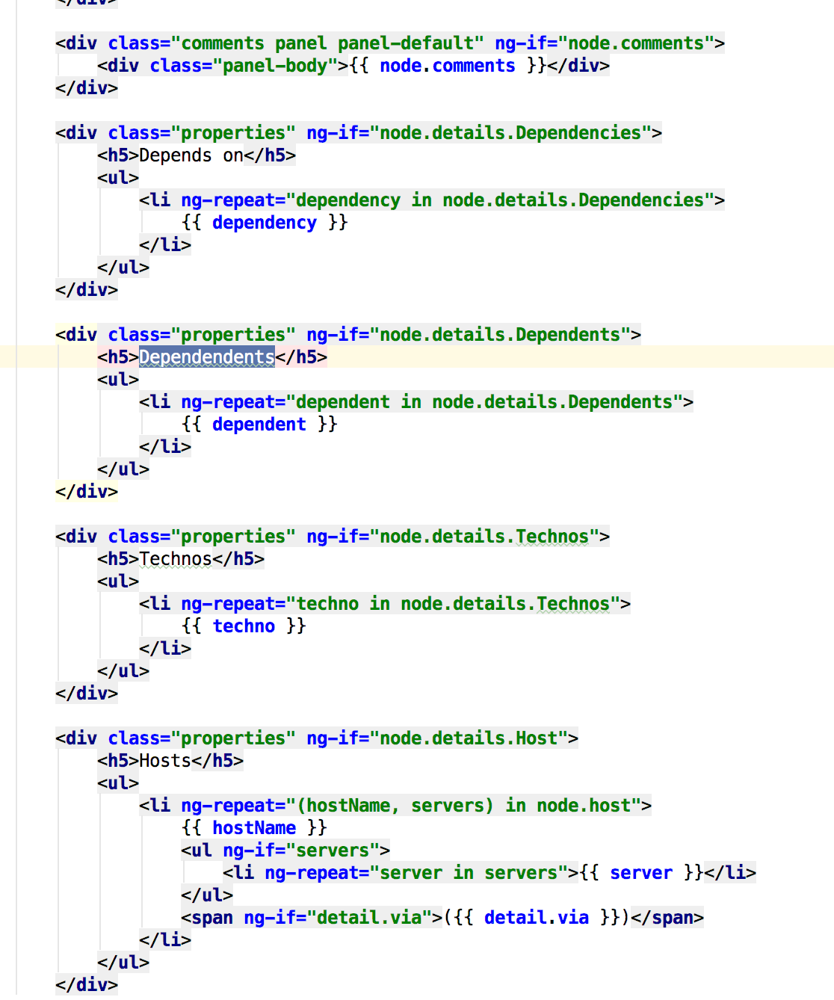 </div>
<div class="comments panel panel-default" ng-if="node.comments">
<div class="panel-body">{{ node.comments }}</div>
</div>
<div class="properties" ng-if="node.details.Dependencies">
<h5>Depends on</h5>
<ul>
<li ng-repeat="dependency in node.details.Dependencies">
{{ dependency }}
</li>
</ul>
</div>
<div class="properties" ng-if="node.details.Dependents">
<h5>Dependendents</h5>
<ul>
<li ng-repeat="dependent in node.details.Dependents">
{{ dependent }}
</li>
</ul>
</div>
<div class="properties" ng-if="node.details.Technos">
<h5>Technos</h5>
<ul>
<li ng-repeat="techno in node.details.Technos">
{{ techno }}
</li>
</ul>
</div>
<div class="properties" ng-if="node.details.Host">
<h5>Hosts</h5>
<ul>
<li ng-repeat="(hostName, servers) in node.host">
{{ hostName }}
<ul ng-if="servers">
<li ng-repeat="server in servers">{{ server }}</li>
</ul>
<span ng-if="detail.via">({{ detail.via }})</span>
</li>
</ul>
</div>